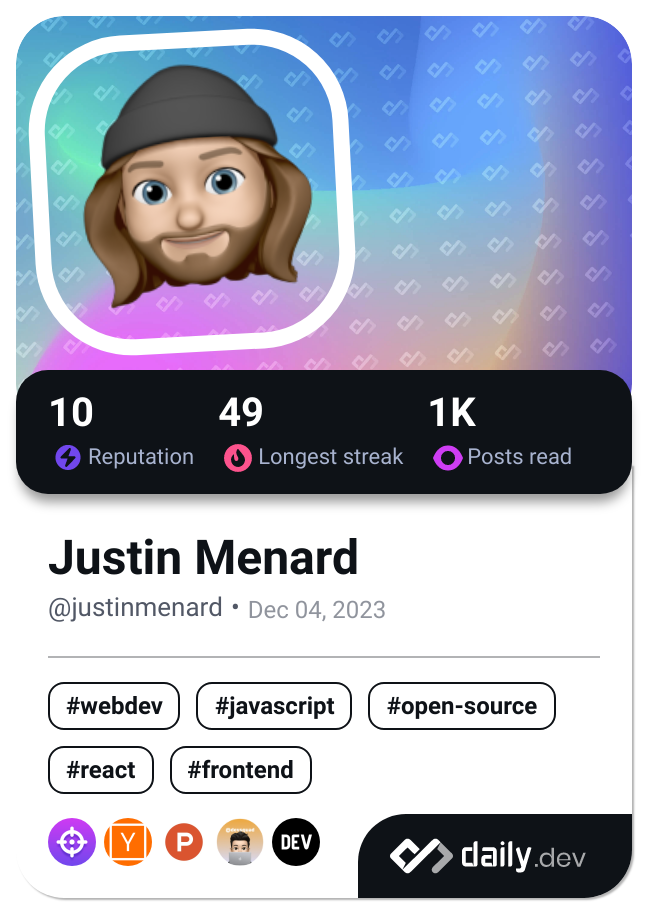 10 49 1K
Reputation Longest streak Posts read
Justin Menard
@justinmenard • Dec 04, 2023
#webdev #javascript #open-source
#react #frontend
Y P DEV
daily.dev